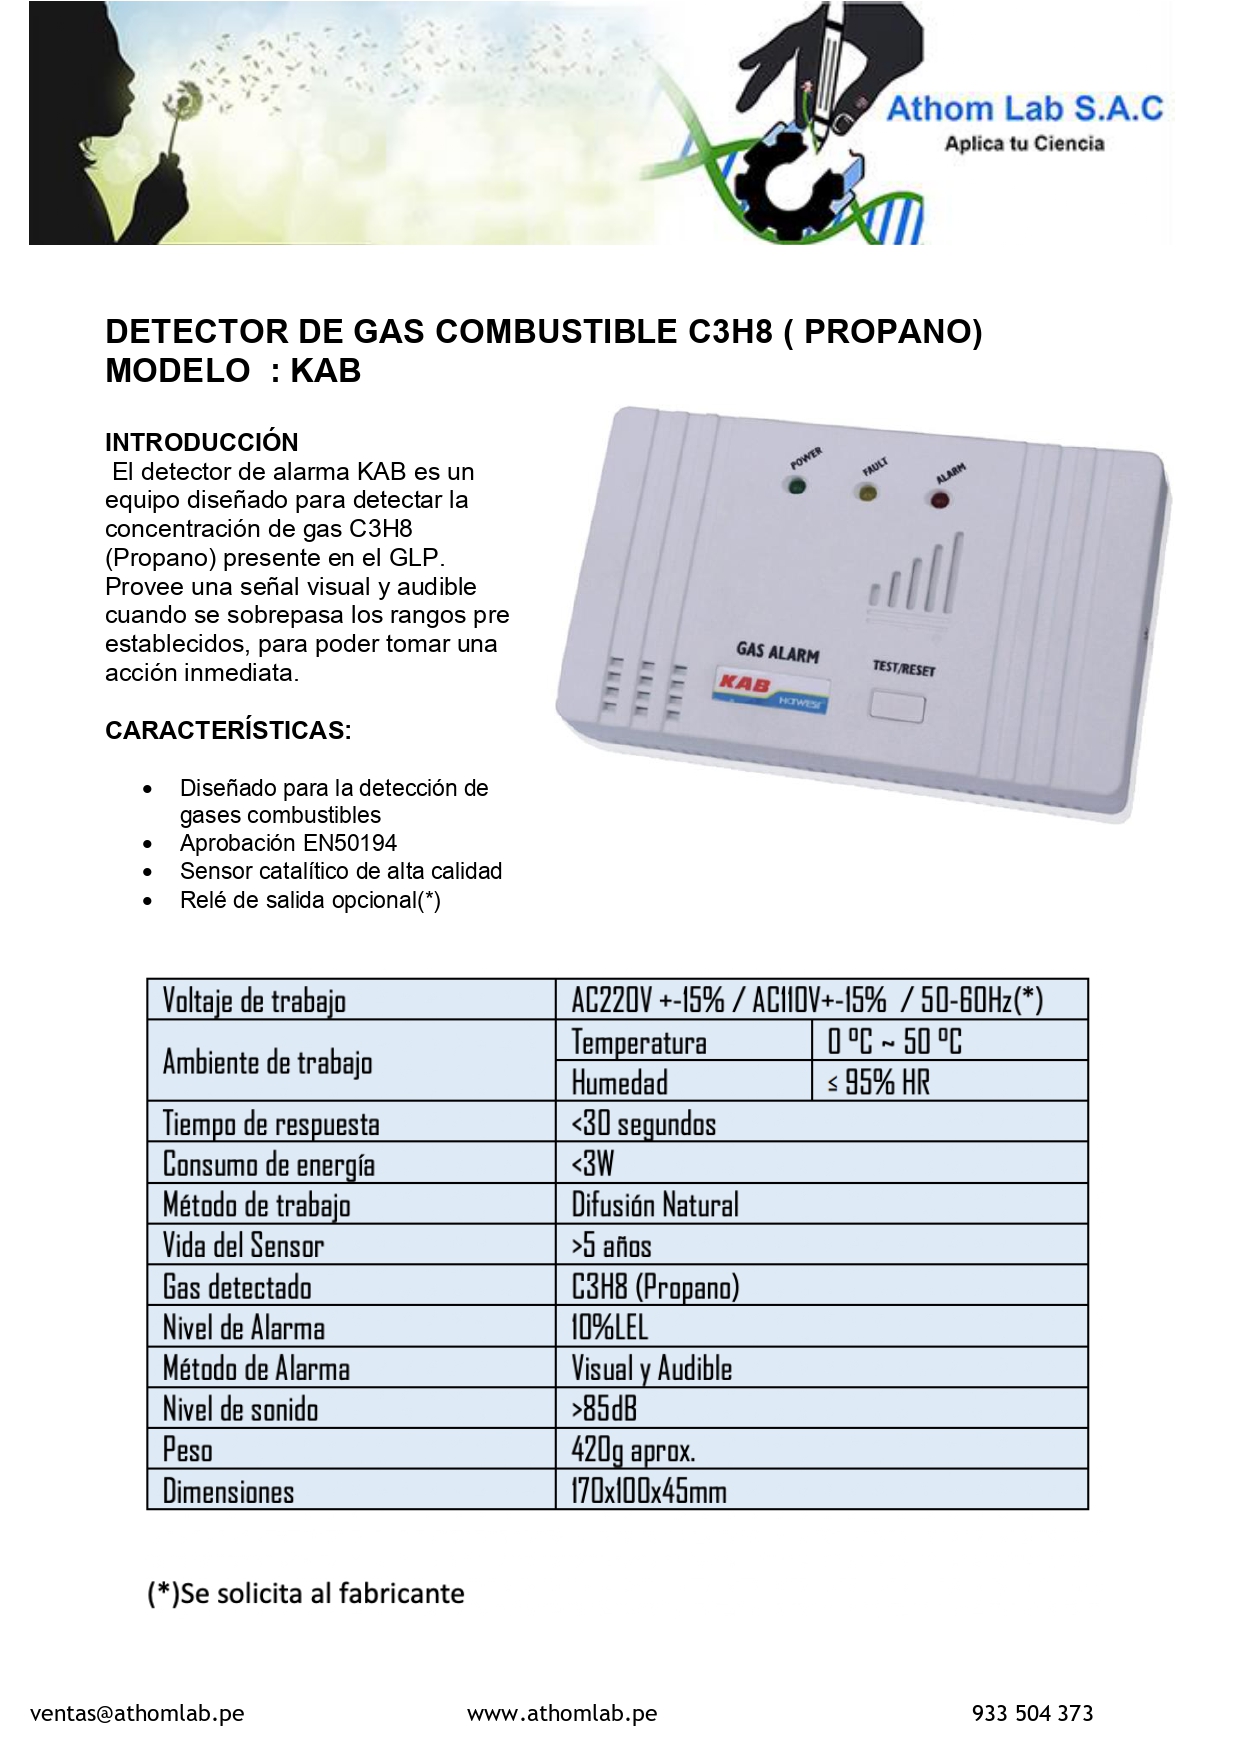 Athom Lab S.A.C
Aplica tu Ciencia
DETECTOR DE GAS COMBUSTIBLE C3H8 ( PROPANO)
MODELO : KAB
INTRODUCCIÓN
El detector de alarma KAB es un
equipo diseñado para detectar la
concentración de gas C3H8
(Propano) presente en el GLP.
Provee una señal visual y audible
cuando se sobrepasa los rangos pre
establecidos, para poder tomar una
acción inmediata.
CARACTERÍSTICAS:
• Diseñado para la detección de
gases combustibles
• Aprobación EN50194
• Sensor catalítico de alta calidad
• Relé de salida opcional(*)
POWER FAULT ALARM
GAS ALARM
TEST/RESET
KAB
HATWESI
Voltaje de trabajo AC220V +-15% / AC110V+-15% / 50-60Hz(*)
Ambiente de trabajo
Temperatura 0 ºC ~ 50 ºC
Humedad ≤ 95% HR
Tiempo de respuesta <30 segundos
Consumo de energía <3W
Método de trabajo Difusión Natural
Vida del Sensor >5 años
Gas detectado C3H8 (Propano)
Nivel de Alarma 10%LEL
Método de Alarma Visual y Audible
Nivel de sonido >85dB
Peso 420g aprox.
Dimensiones 170x100x45mm
(*)Se solicita al fabricante
ventas@athomlab.pe www.athomlab.pe 933 504 373